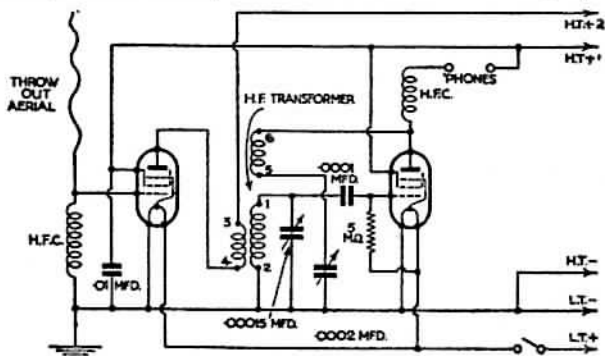 H.T.+2
H.T.+1
THROW
OUT
AERIAL
PHONES
H.F.C.
H.F. TRANSFORMER
6
5
·0001
MFD.
1
3
4
2
5
MΩ
H.F.C.
·01 MFD.
·00015 MFD.
·0002 MFD.
H.T.-
L.T.-
L.T.+